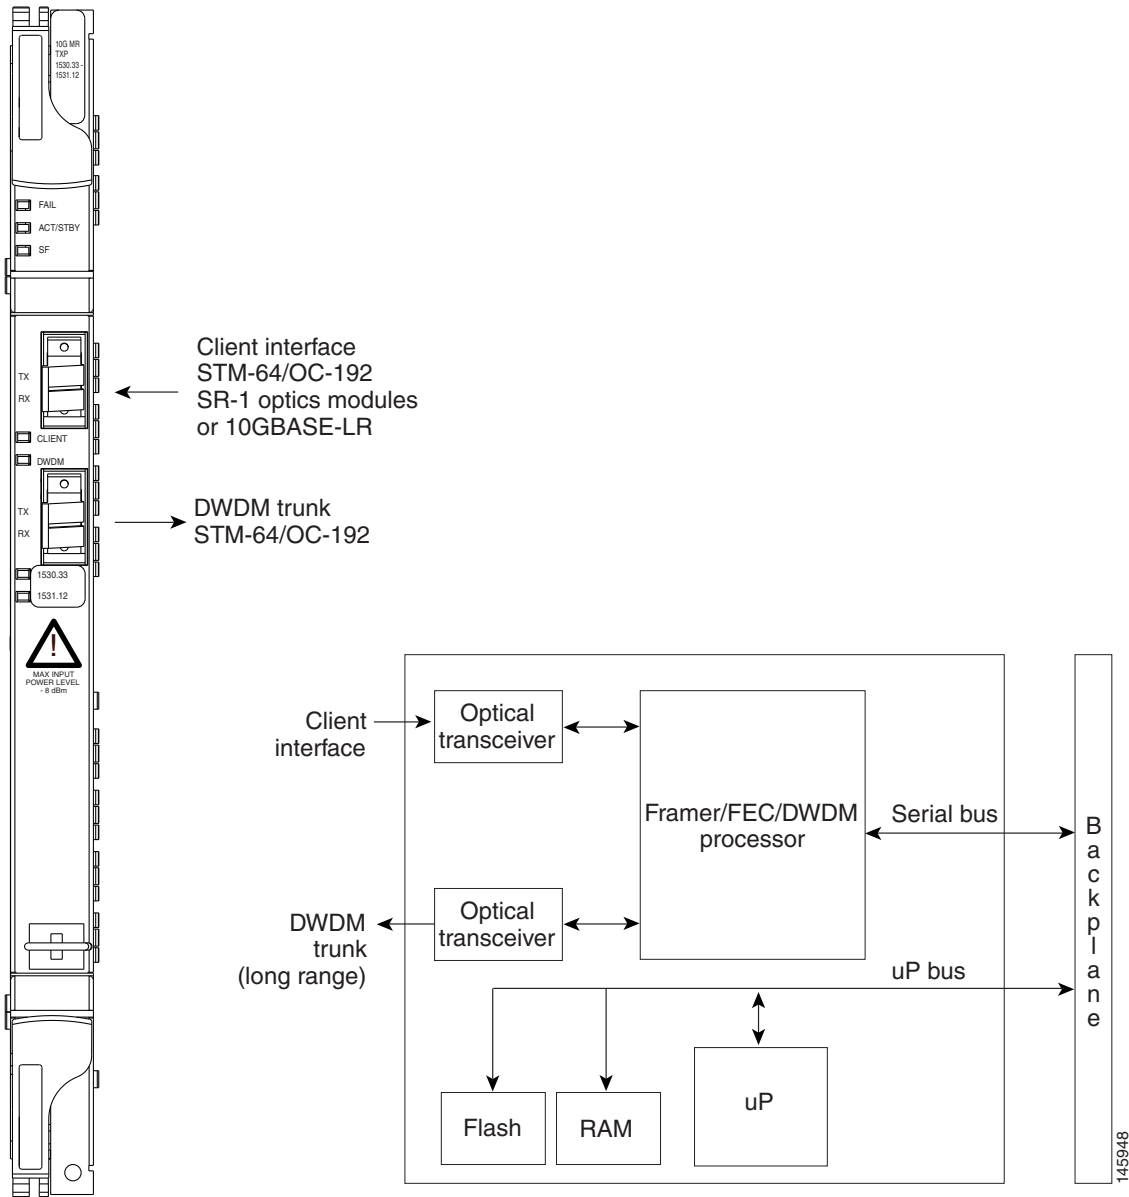 10G MR
TXP
1530.33 -
1531.12
FAIL
ACT/STBY
SF
TX
RX
CLIENT
DWDM
TX
RX
1530.33
1531.12
!
MAX INPUT
POWER LEVEL
- 8 dBm
Client interface
STM-64/OC-192
SR-1 optics modules
or 10GBASE-LR
DWDM trunk
STM-64/OC-192
Client
interface
Optical
transceiver
Framer/FEC/DWDM
processor
Serial bus
DWDM
trunk
(long range)
Optical
transceiver
uP bus
Flash
RAM
uP
Backplane
145948